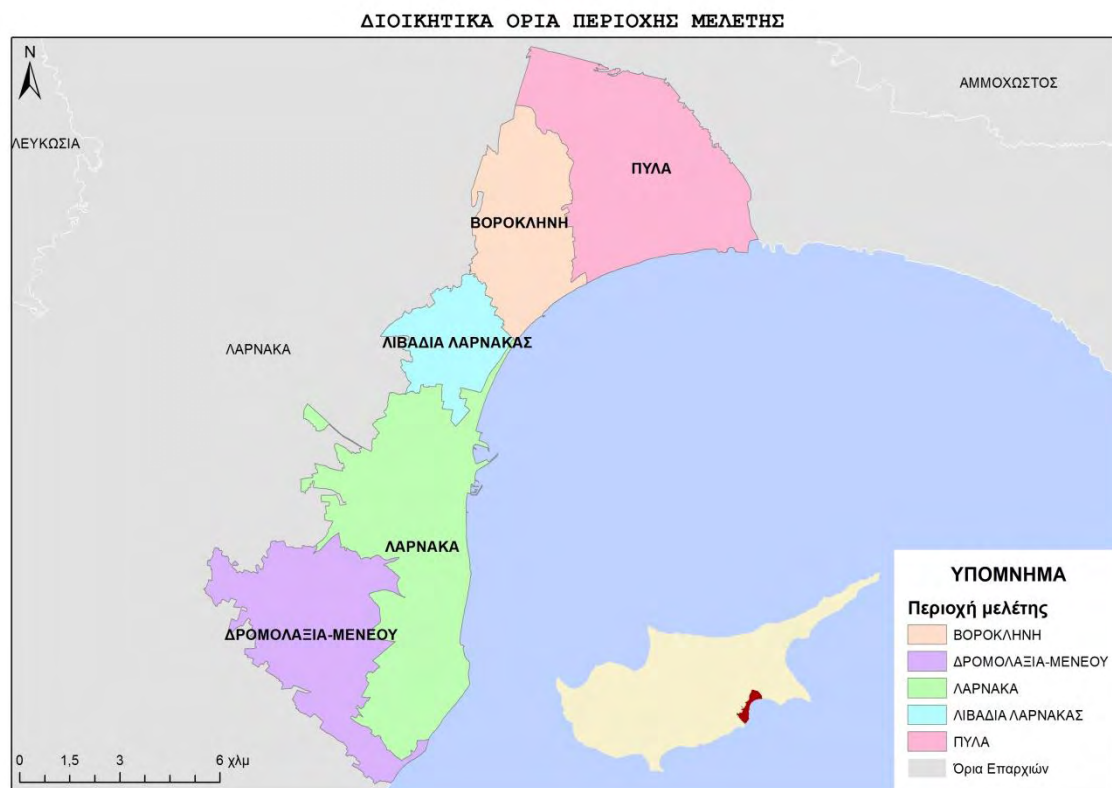 ΔΙΟΙΚΗΤΙΚΑ ΟΡΙΑ ΠΕΡΙΟΧΗΣ ΜΕΛΕΤΗΣ
N
ΑΜΜΟΧΩΣΤΟΣ
ΛΕΥΚΩΣΙΑ
ΠΥΛΑ
ΒΟΡΟΚΛΗΝΗ
ΛΙΒΑΔΙΑ ΛΑΡΝΑΚΑΣ
ΛΑΡΝΑΚΑ
ΛΑΡΝΑΚΑ
ΔΡΟΜΟΛΑΞΙΑ-ΜΕΝΕΟΥ
0 1,5 3 6 χλμ
ΥΠΟΜΝΗΜΑ
Περιοχή μελέτης
ΒΟΡΟΚΛΗΝΗ
ΔΡΟΜΟΛΑΞΙΑ-ΜΕΝΕΟΥ
ΛΑΡΝΑΚΑ
ΛΙΒΑΔΙΑ ΛΑΡΝΑΚΑΣ
ΠΥΛΑ
Όρια Επαρχιών